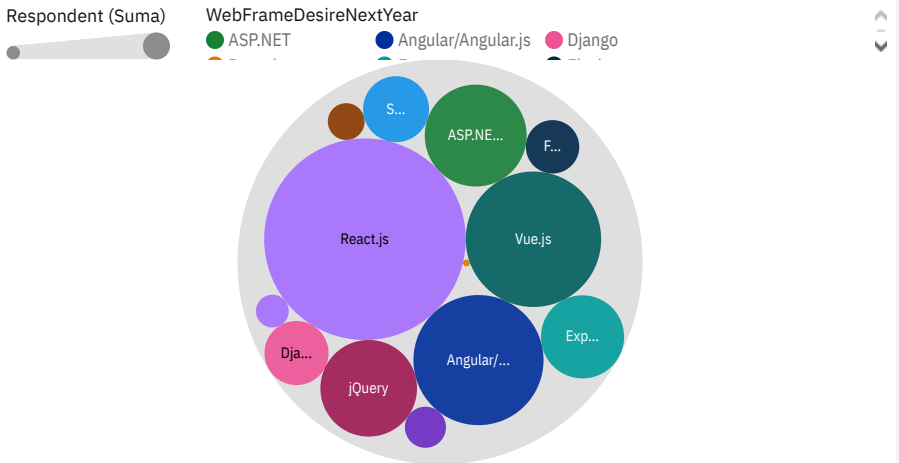 Respondent (Suma)
WebFrameDesireNextYear
ASP.NET
Angular/Angular.js
Django
S...
ASP.NE...
F...
React.js
Vue.js
Exp...
Dja...
Angular/...
jQuery